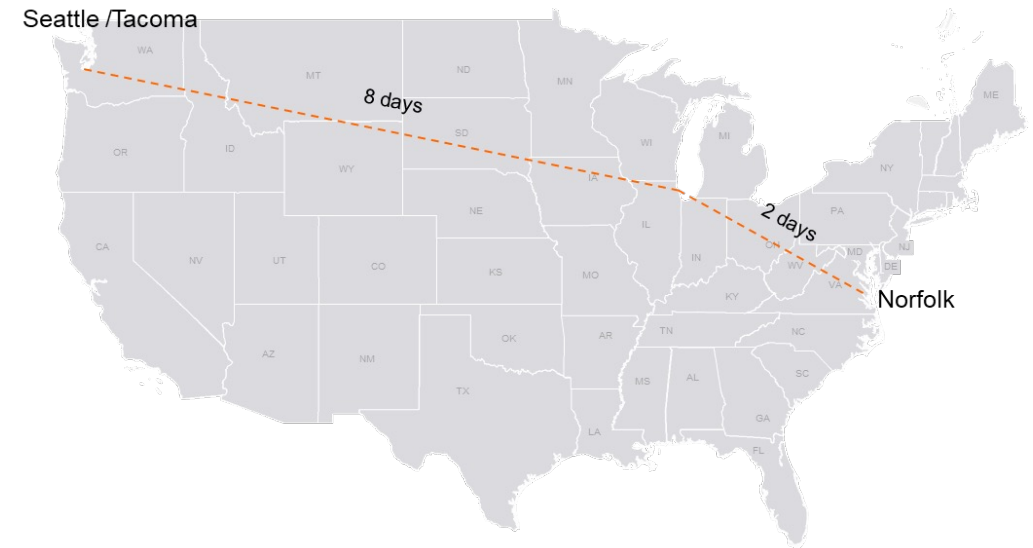 Seattle /Tacoma
WA
MT
ND
MN
ME
8 days
SD
WI
MI
OR
ID
WY
NY
IA
NE
2 days
PA
CA
NV
UT
CO
IL
IN
OH
WV
MD
NJ
DE
KS
MO
KY
VA
Norfolk
AZ
NM
OK
AR
TN
NC
SC
TX
MS
AL
GA
LA
FL